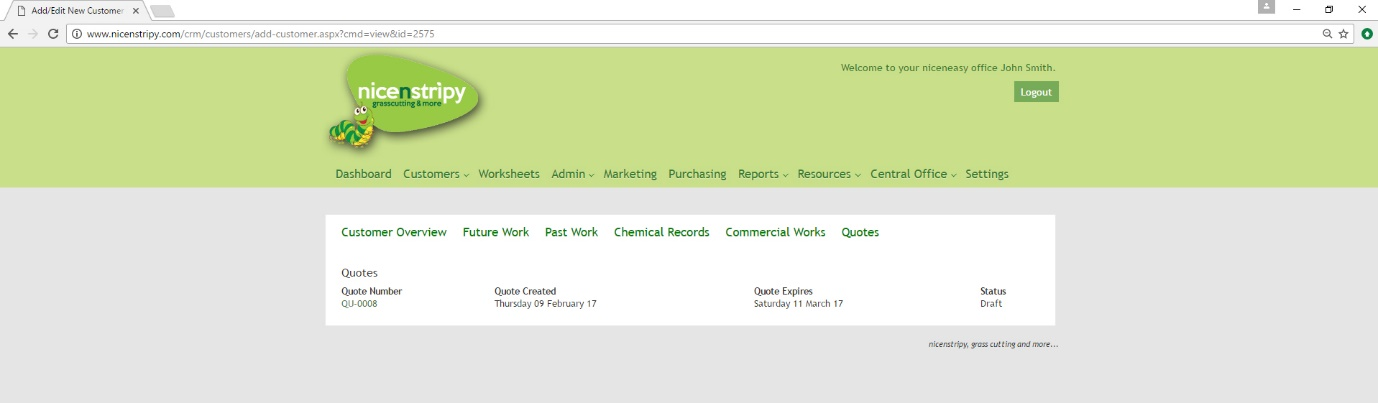 Add/Edit New Customer
www.nicenstripy.com/crm/customers/add-customer.aspx?cmd=view&id=2575
Welcome to your niceneasy office John Smith.
Logout
nicenstripy
grasscutting & more
Dashboard Customers Worksheets Admin Marketing Purchasing Reports Resources Central Office Settings
Customer Overview Future Work Past Work Chemical Records Commercial Works Quotes
Quotes
Quote Number Quote Created Quote Expires Status
QU-0008 Thursday 09 February 17 Saturday 11 March 17 Draft
nicenstripy, grass cutting and more...